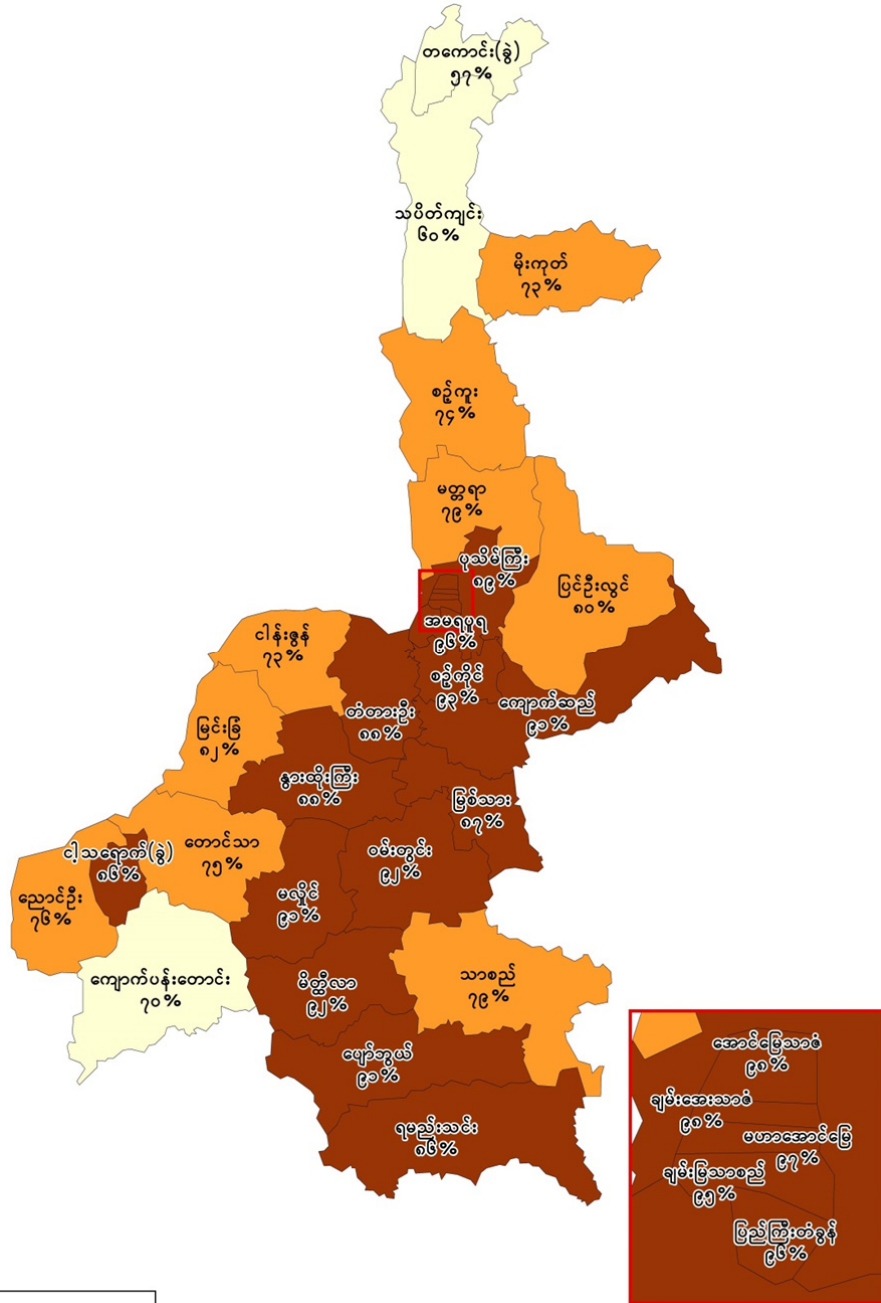 တကောင်း(ခွဲ)
၅၇%
သပိတ်ကျင်း
၆၀%
မိုးကုတ်
၇၃%
စဥ့်ကူး
၇၄%
မတ္တရာ
၇၉%
ပုသိမ်ကြီး
၈၉%
ပြင်ဦးလွင်
၈၀%
အမရပူရ
၉၆%
ငါန်းဇွန်
၇၃%
စဥ့်ကိုင်
၉၃%
ကျောက်ဆည်
၉၁%
တံတားဦး
၈၈%
မြင်းခြံ
၈၂%
နွားထိုးကြီး
၈၈%
မြစ်သား
၈၇%
တောင်သာ
၇၅%
ငါ့သရောက်(ခွဲ)
၈၆%
ဝမ်းတွင်း
၉၂%
ညောင်ဦး
၇၆%
မလှိုင်
၉၁%
ကျောက်ပန်းတောင်း
၇၀%
မိတ္ထီလာ
၉၂%
သာစည်
၇၉%
ပျော်ဘွယ်
၉၁%
ရမည်းသင်း
၈၆%
အောင်မြေသာဇံ
၉၈%
ချမ်းအေးသာဇံ
၉၈%
မဟာအောင်မြေ
၉၇%
ချမ်းမြသာစည်
၉၅%
ပြည်ကြီးတံခွန်
၉၆%